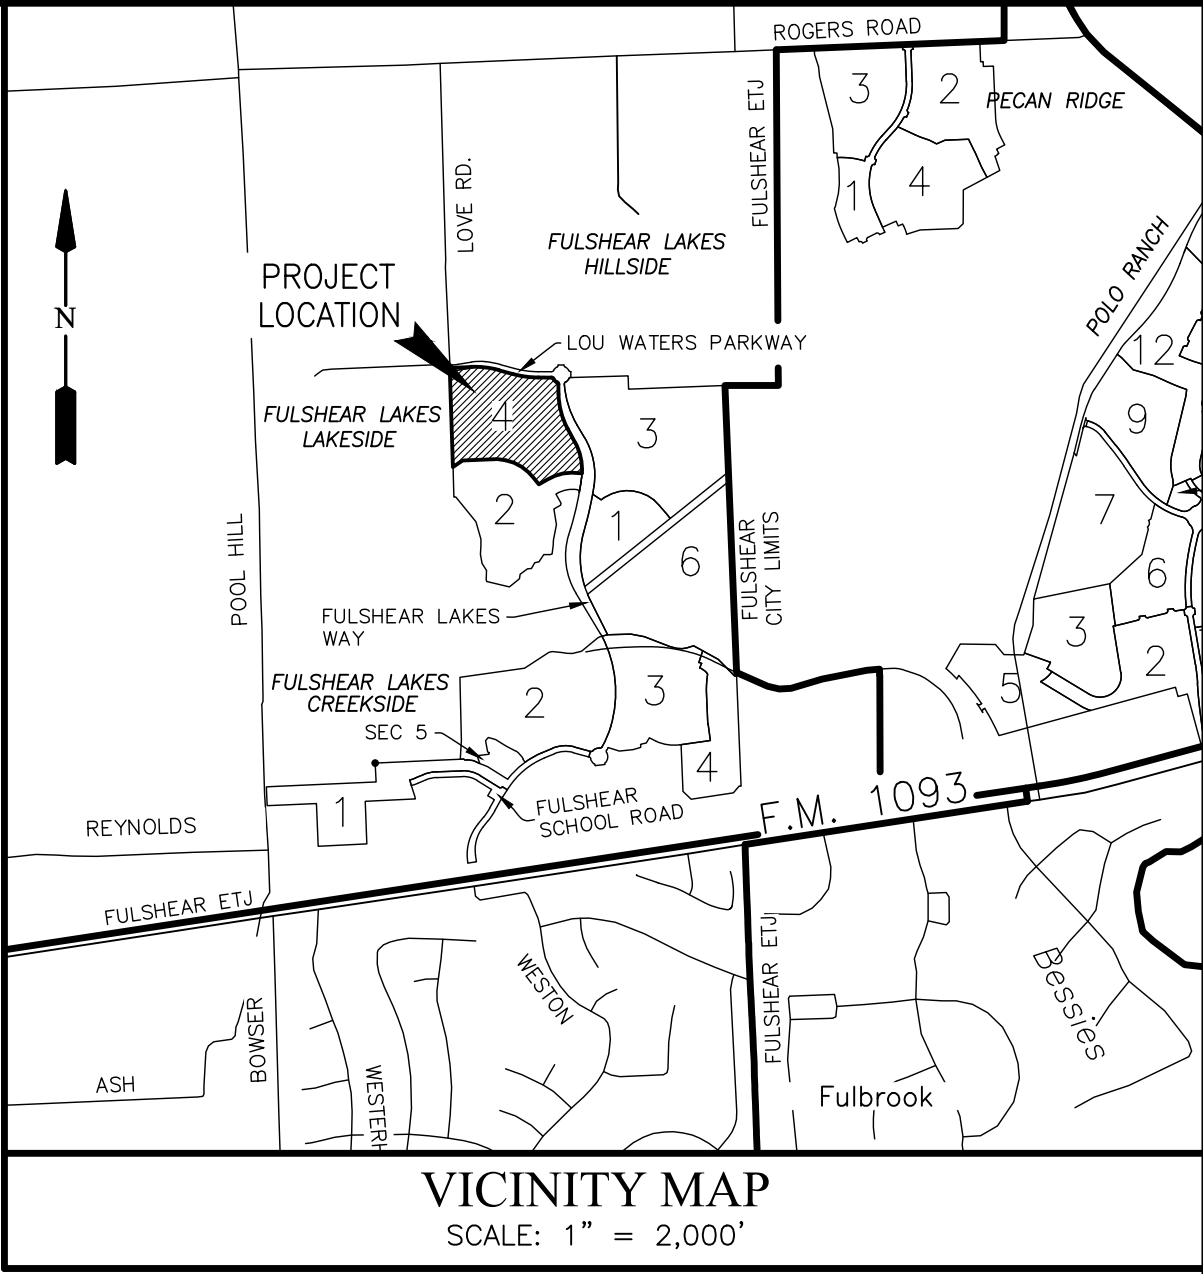 ROGERS ROAD
3
2
PECAN RIDGE
FULSHEAR ETJ
1
4
LOVE RD.
FULSHEAR LAKES
HILLSIDE
POLO RANCH
PROJECT
LOCATION
N
LOU WATERS PARKWAY
12
FULSHEAR LAKES
LAKESIDE
4
3
9
2
1
7
POOL HILL
FULSHEAR
CITY LIMITS
6
6
FULSHEAR LAKES
WAY
3
2
FULSHEAR LAKES
CREEKSIDE
2
3
5
SEC 5
4
1
FULSHEAR
SCHOOL ROAD
F.M. 1093
REYNOLDS
FULSHEAR ETJ
WESTON
FULSHEAR ETJ
Bessies
BOWSER
ASH
WESTERH
Fulbrook
VICINITY MAP
SCALE: 1" = 2,000'